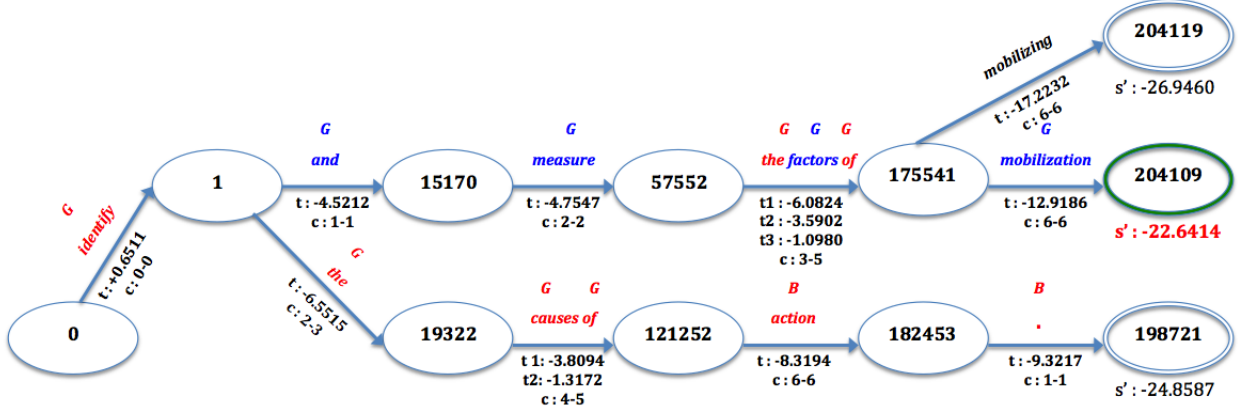 204119
mobilizing
t : -17.2232
c : 6-6
s' : -26.9460
G G G G G G
and measure the factors of mobilization
1 15170 57552 175541 204109
t : -4.5212 t : -4.7547 t1 : -6.0824 t : -12.9186
c : 1-1 c : 2-2 t2 : -3.5902 c : 6-6
t3 : -1.0980
c : 3-5
s' : -22.6414
G
identify
t : +0.6511
c : 0-0
G
the
t : -6.5515
c : 2-3
G G B B
causes of action .
0 19322 121252 182453 198721
t 1: -3.8094 t : -8.3194 t : -9.3217
t2: -1.3172 c : 6-6 c : 1-1
c : 4-5
s' : -24.8587